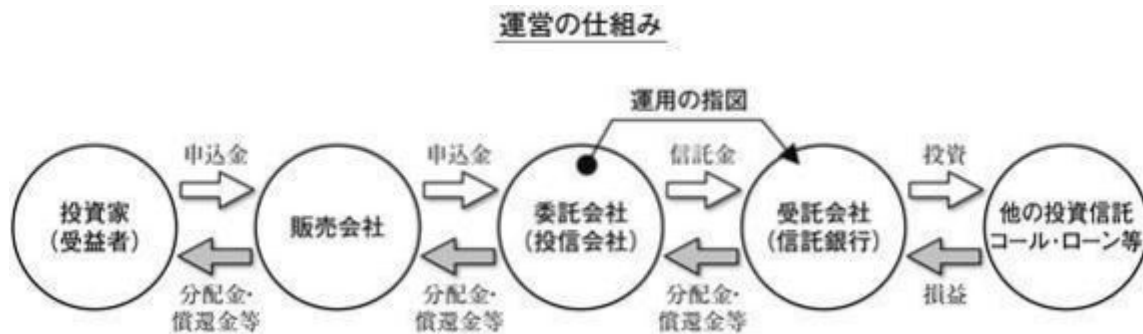 運営の仕組み
運用の指図
申込金
申込金
信託金
投資
投資家
(受益者)
販売会社
委託会社
(投信会社)
受託会社
(信託銀行)
他の投資信託
コール・ローン等
分配金・
償還金等
分配金・
償還金等
分配金・
償還金等
損益